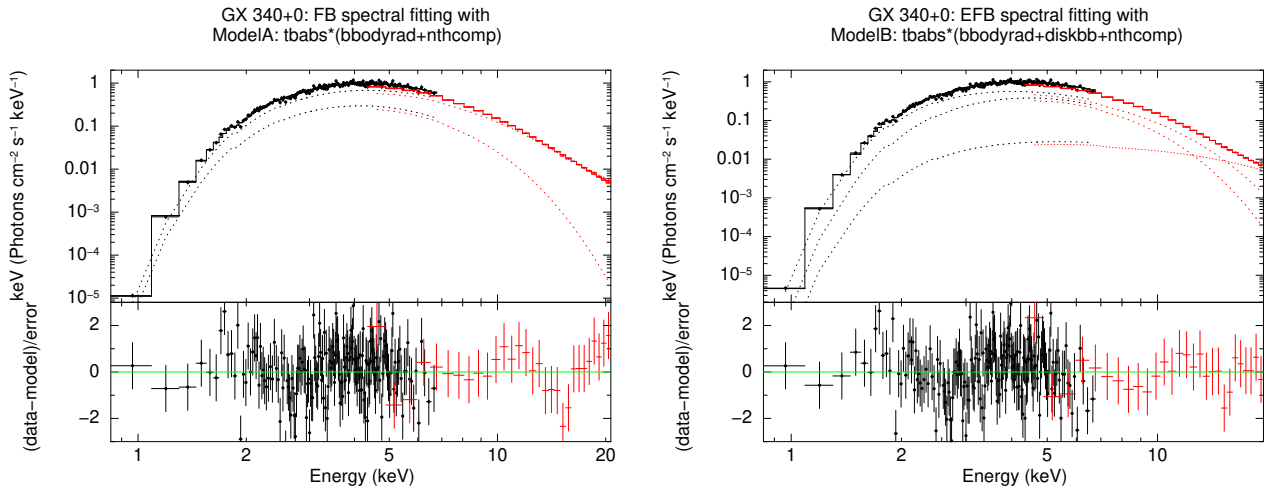 GX 340+0: FB spectral fitting with
ModelA: tbabs*(bbodyrad+nthcomp)
keV (Photons cm⁻² s⁻¹ keV⁻¹)
1
0.1
0.01
10⁻³
10⁻⁴
10⁻⁵
(data−model)/error
2
0
−2
1 2 5 10 20
Energy (keV)
GX 340+0: EFB spectral fitting with
ModelB: tbabs*(bbodyrad+diskbb+nthcomp)
keV (Photons cm⁻² s⁻¹ keV⁻¹)
1
0.1
0.01
10⁻³
10⁻⁴
10⁻⁵
(data−model)/error
2
0
−2
1 2 5 10
Energy (keV)